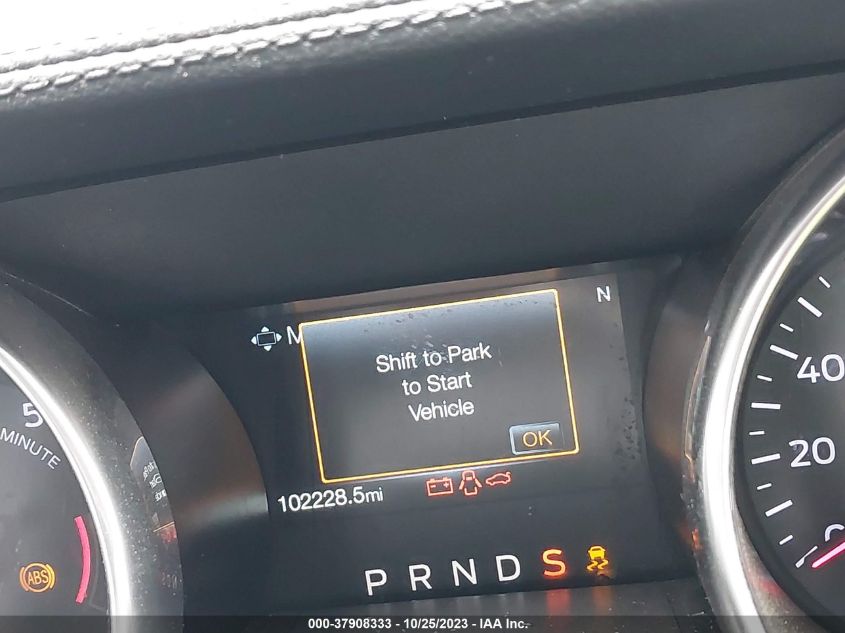 N
M
Shift to Park
to Start
Vehicle
OK
102228.5mi
P R N D S
5
MINUTE
ABS
40
20
0
000-37908333 - 10/25/2023 - IAA Inc.